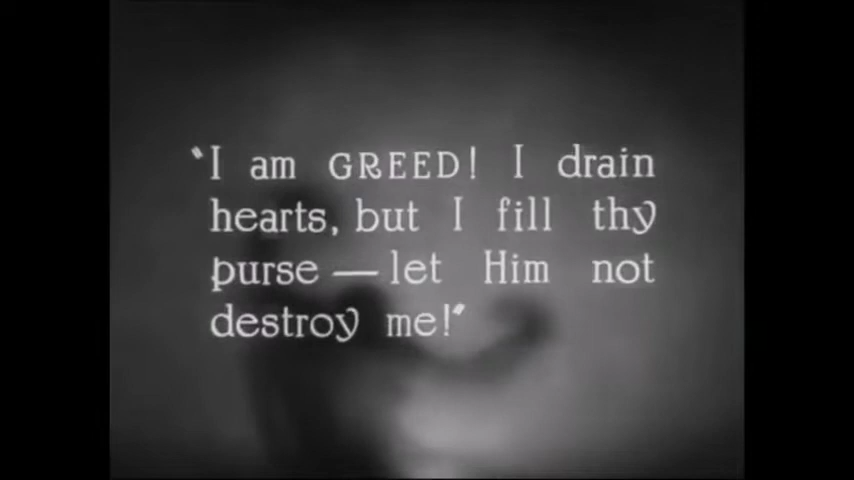 "I am GREED! I drain
hearts, but I fill thy
purse — let Him not
destroy me!"